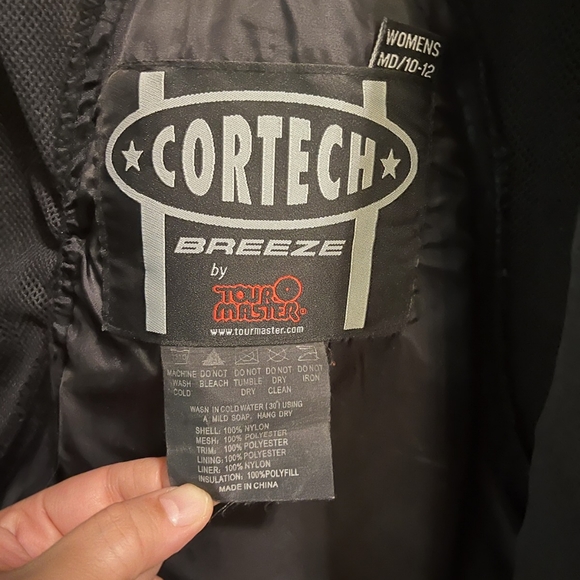 WOMENS
MD/10-12
CORTECH
BREEZE
by
TOUR
MASTER®
www.tourmaster.com
MACHINE DO NOT DO NOT DO NOT DO NOT
WASH BLEACH TUMBLE DRY IRON
COLD DRY CLEAN
WASN IN COLD WATER (30°) USING
A MILD SOAP. HANG DRY
SHELL: 100% NYLON
MESH: 100% POLYESTER
TRIM: 100% POLYESTER
LINING: 100% POLYESTER
LINER: 100% NYLON
INSULATION: 100%POLYFILL
MADE IN CHINA